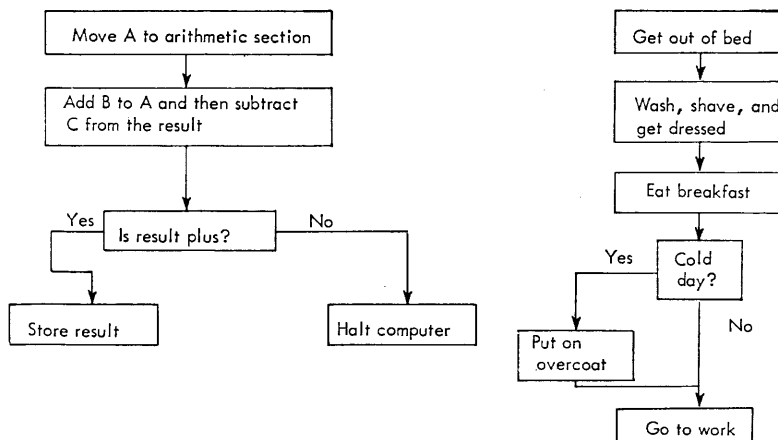 Move A to arithmetic section
Add B to A and then subtract
C from the result
Yes
Is result plus?
No
Store result
Halt computer
Get out of bed
Wash, shave, and
get dressed
Eat breakfast
Yes
Cold
day?
No
Put on
overcoat
Go to work